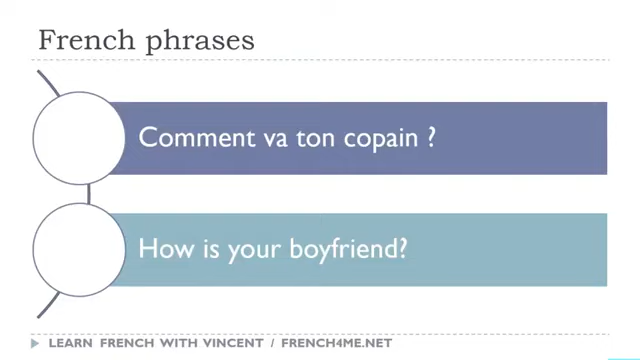 French phrases
Comment va ton copain ?
How is your boyfriend?
LEARN FRENCH WITH VINCENT / FRENCH4ME.NET